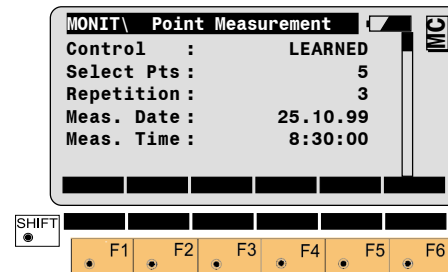 MONIT\ Point Measurement
MC
Control : LEARNED
Select Pts: 5
Repetition: 3
Meas. Date: 25.10.99
Meas. Time: 8:30:00
SHIFT
F1 F2 F3 F4 F5 F6